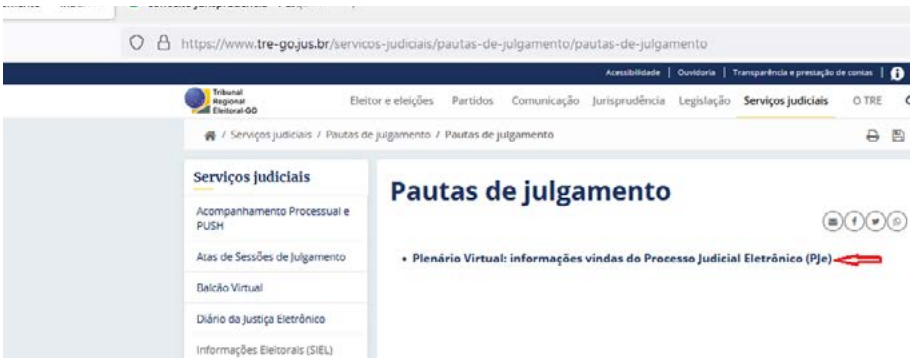 https://www.tre-go.jus.br/servicos-judiciais/pautas-de-julgamento/pautas-de-julgamento
Acessibilidade | Ouvidoria | Transparência e prestação de contas |
Tribunal
Regional
Eleitoral-GO
Eleitor e eleições Partidos Comunicação Jurisprudência Legislação Serviços judiciais O TRE
/ Serviços judiciais / Pautas de julgamento / Pautas de julgamento
Serviços judiciais
Acompanhamento Processual e
PUSH
Atas de Sessões de Julgamento
Balcão Virtual
Diário da Justiça Eletrônico
Informações Eleitorais (SIEL)
Pautas de julgamento
• Plenário Virtual: informações vindas do Processo Judicial Eletrônico (PJe)